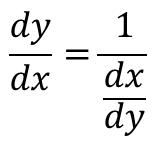 dy/dx = 1/(dx/dy)